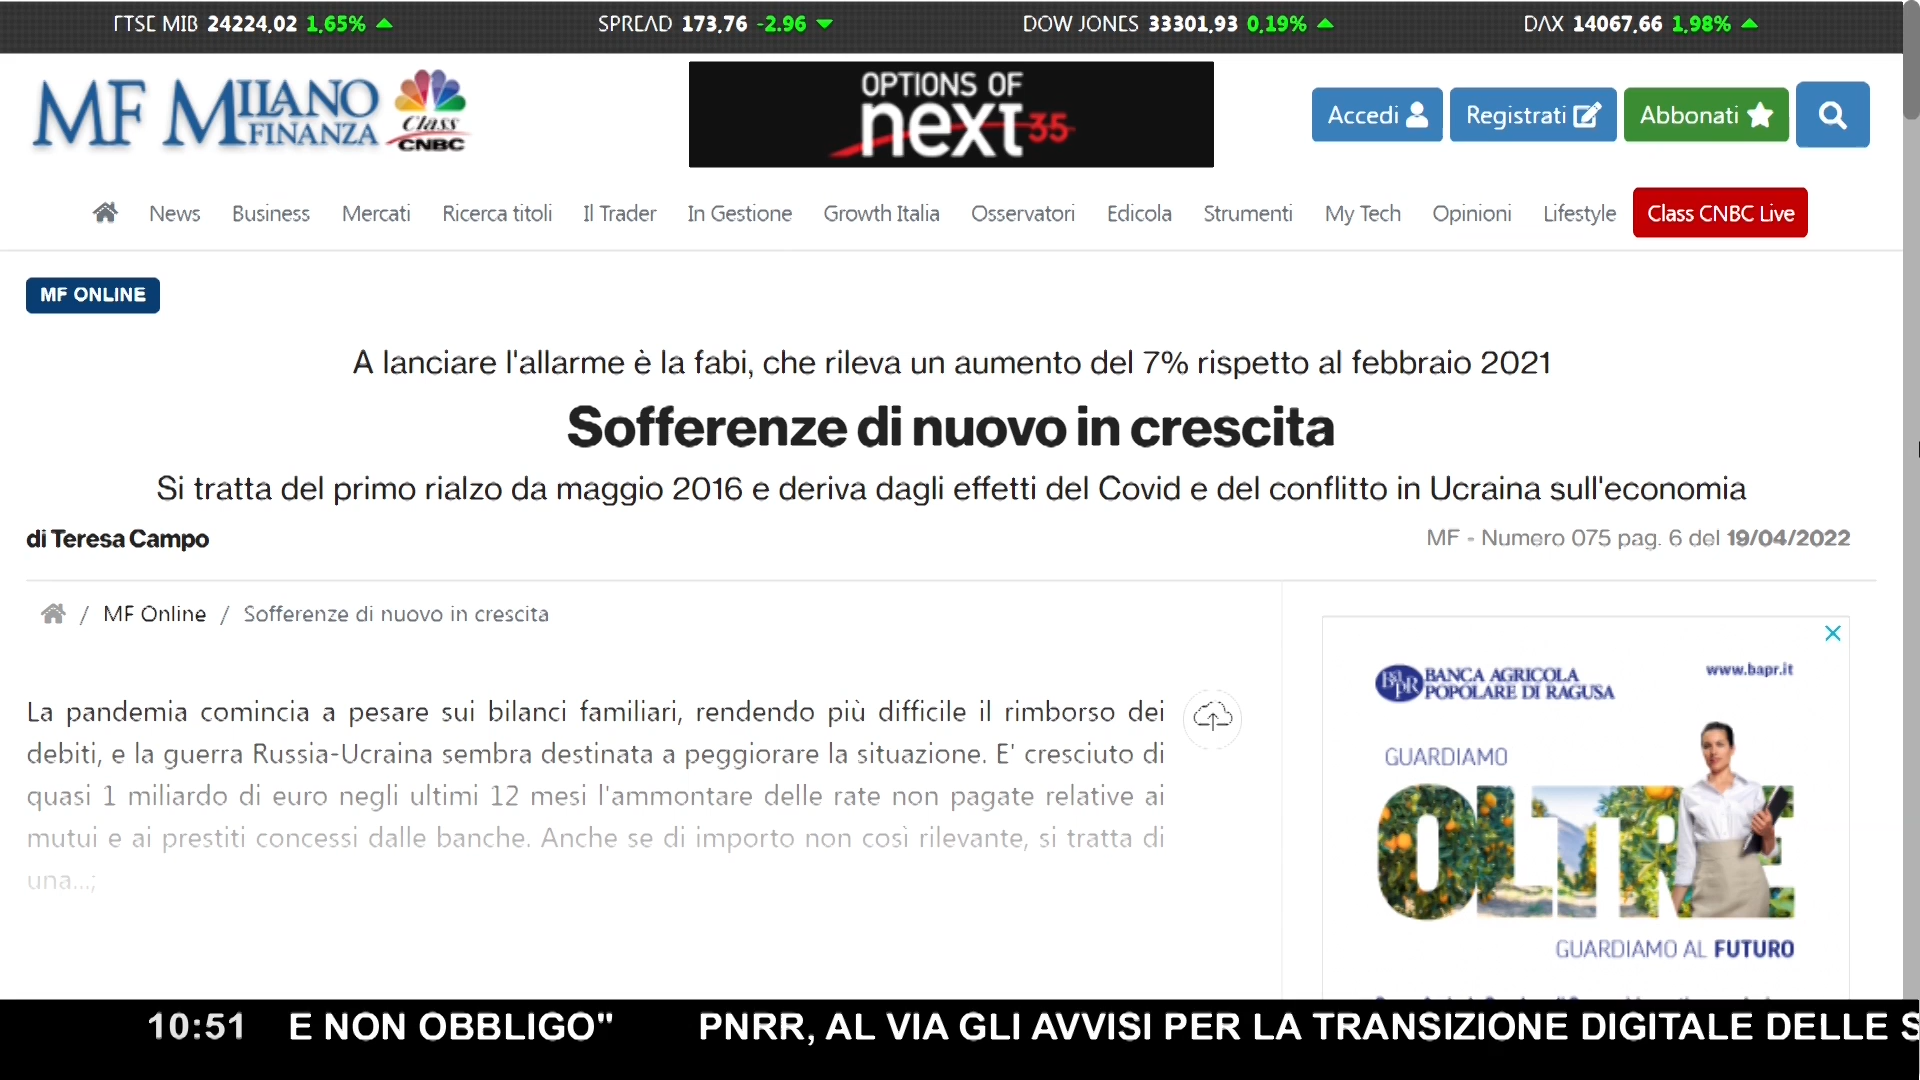 FTSE MIB 24224,02 1,65% SPREAD 173,76 -2.96 DOW JONES 33301,93 0,19% DAX 14067,66 1,98%
MF MILANO FINANZA Class CNBC
OPTIONS OF
next 35
Accedi Registrati Abbonati
News Business Mercati Ricerca titoli Il Trader In Gestione Growth Italia Osservatori Edicola Strumenti My Tech Opinioni Lifestyle Class CNBC Live
MF ONLINE
A lanciare l'allarme è la fabi, che rileva un aumento del 7% rispetto al febbraio 2021
Sofferenze di nuovo in crescita
Si tratta del primo rialzo da maggio 2016 e deriva dagli effetti del Covid e del conflitto in Ucraina sull'economia
di Teresa Campo
MF - Numero 075 pag. 6 del 19/04/2022
/ MF Online / Sofferenze di nuovo in crescita
La pandemia comincia a pesare sui bilanci familiari, rendendo più difficile il rimborso dei
debiti, e la guerra Russia-Ucraina sembra destinata a peggiorare la situazione. E' cresciuto di
quasi 1 miliardo di euro negli ultimi 12 mesi l'ammontare delle rate non pagate relative ai
mutui e ai prestiti concessi dalle banche. Anche se di importo non così rilevante, si tratta di
una...;
BAPR BANCA AGRICOLA
POPOLARE DI RAGUSA
www.bapr.it
GUARDIAMO
OLTRE
GUARDIAMO AL FUTURO
10:51 E NON OBBLIGO" PNRR, AL VIA GLI AVVISI PER LA TRANSIZIONE DIGITALE DELLE S